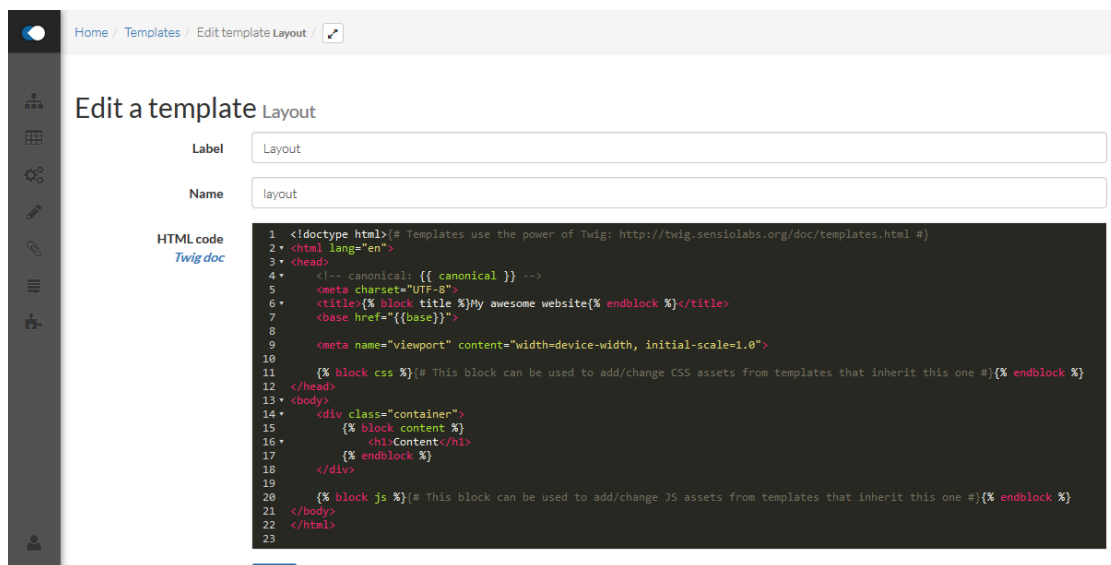 Home / Templates / Edit template Layout /
Edit a template Layout
Label
Layout
Name
layout
HTML code
Twig doc
1 <!doctype html>{# Templates use the power of Twig: http://twig.sensiolabs.org/doc/templates.html #}
2 <html lang="en">
3 <head>
4 <!-- canonical: {{ canonical }} -->
5 <meta charset="UTF-8">
6 <title>{% block title %}My awesome website{% endblock %}</title>
7 <base href="{{base}}">
8
9 <meta name="viewport" content="width=device-width, initial-scale=1.0">
10
11 {% block css %}{# This block can be used to add/change CSS assets from templates that inherit this one #}{% endblock %}
12 </head>
13 <body>
14 <div class="container">
15 {% block content %}
16 <h1>Content</h1>
17 {% endblock %}
18 </div>
19
20 {% block js %}{# This block can be used to add/change JS assets from templates that inherit this one #}{% endblock %}
21 </body>
22 </html>
23